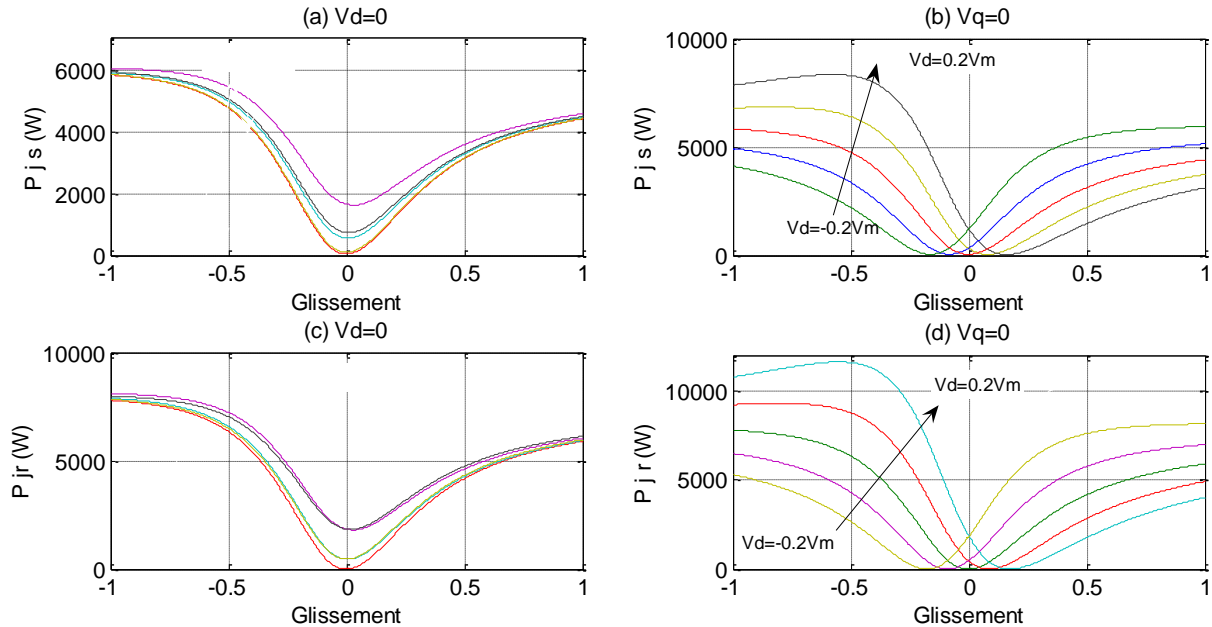 (a) Vd=0
6000
4000
2000
0
P j s (W)
-1 -0.5 0 0.5 1
Glissement
(b) Vq=0
10000
5000
0
P j s (W)
Vd=0.2Vm
Vd=-0.2Vm
-1 -0.5 0 0.5 1
Glissement
(c) Vd=0
10000
5000
0
P jr (W)
-1 -0.5 0 0.5 1
Glissement
(d) Vq=0
10000
5000
0
P j r (W)
Vd=0.2Vm
Vd=-0.2Vm
-1 -0.5 0 0.5 1
Glissement